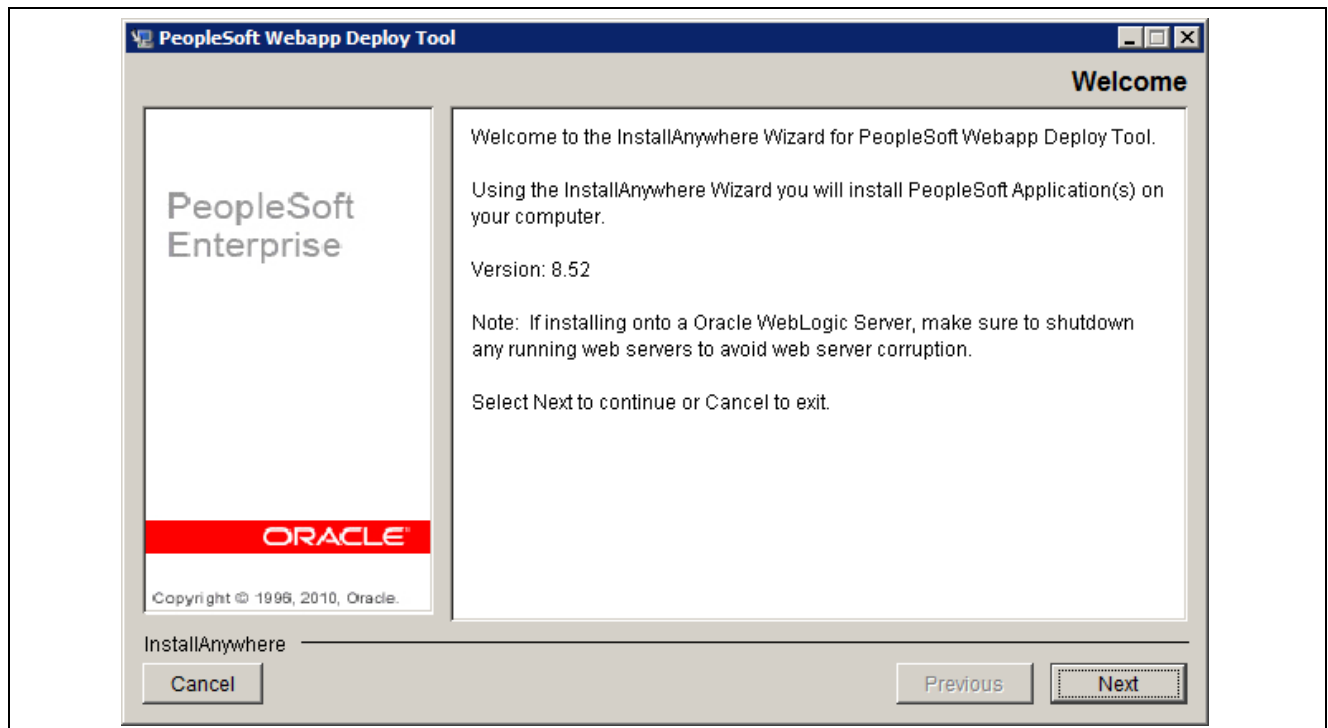 PeopleSoft Webapp Deploy Tool
Welcome
PeopleSoft
Enterprise
ORACLE
Copyright © 1996, 2010, Oracle.
Welcome to the InstallAnywhere Wizard for PeopleSoft Webapp Deploy Tool.
Using the InstallAnywhere Wizard you will install PeopleSoft Application(s) on
your computer.
Version: 8.52
Note:  If installing onto a Oracle WebLogic Server, make sure to shutdown
any running web servers to avoid web server corruption.
Select Next to continue or Cancel to exit.
InstallAnywhere
Cancel
Previous
Next